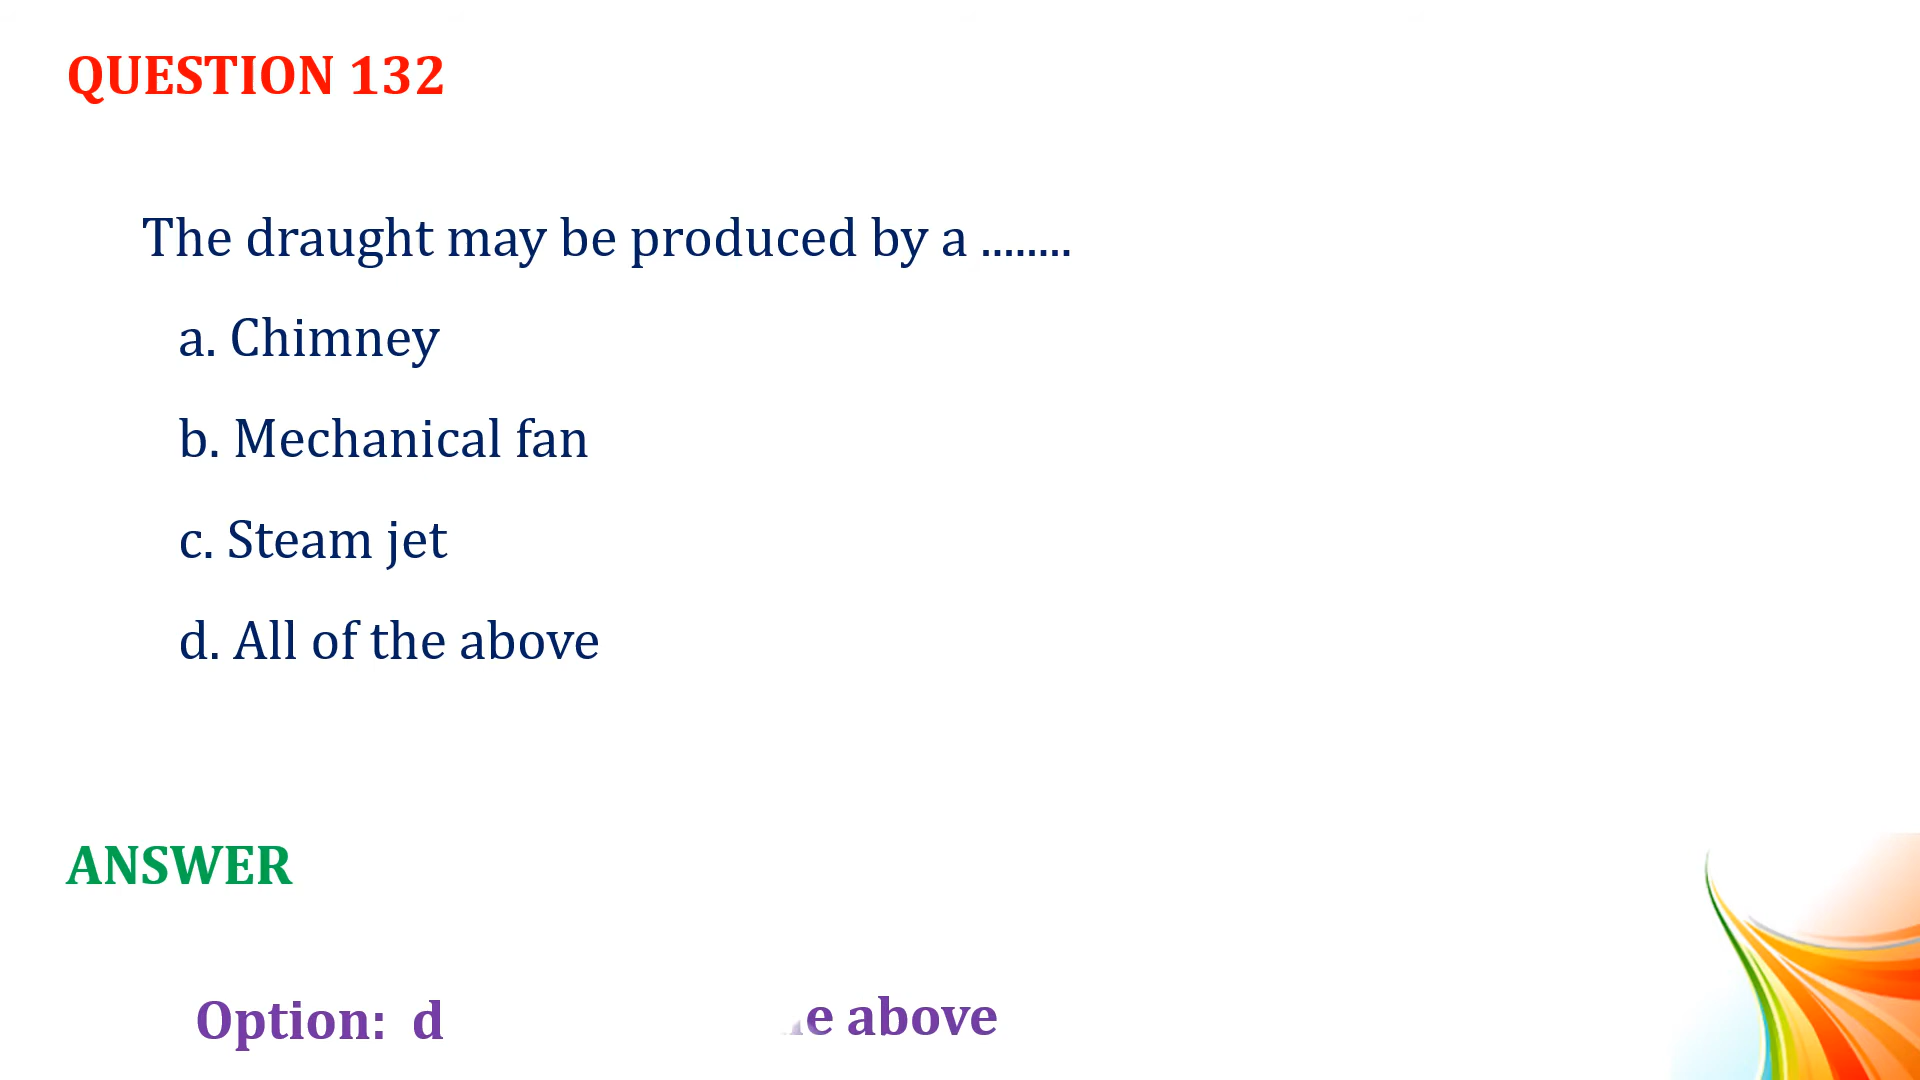 QUESTION 132
The draught may be produced by a ........
a. Chimney
b. Mechanical fan
c. Steam jet
d. All of the above
ANSWER
Option: d above